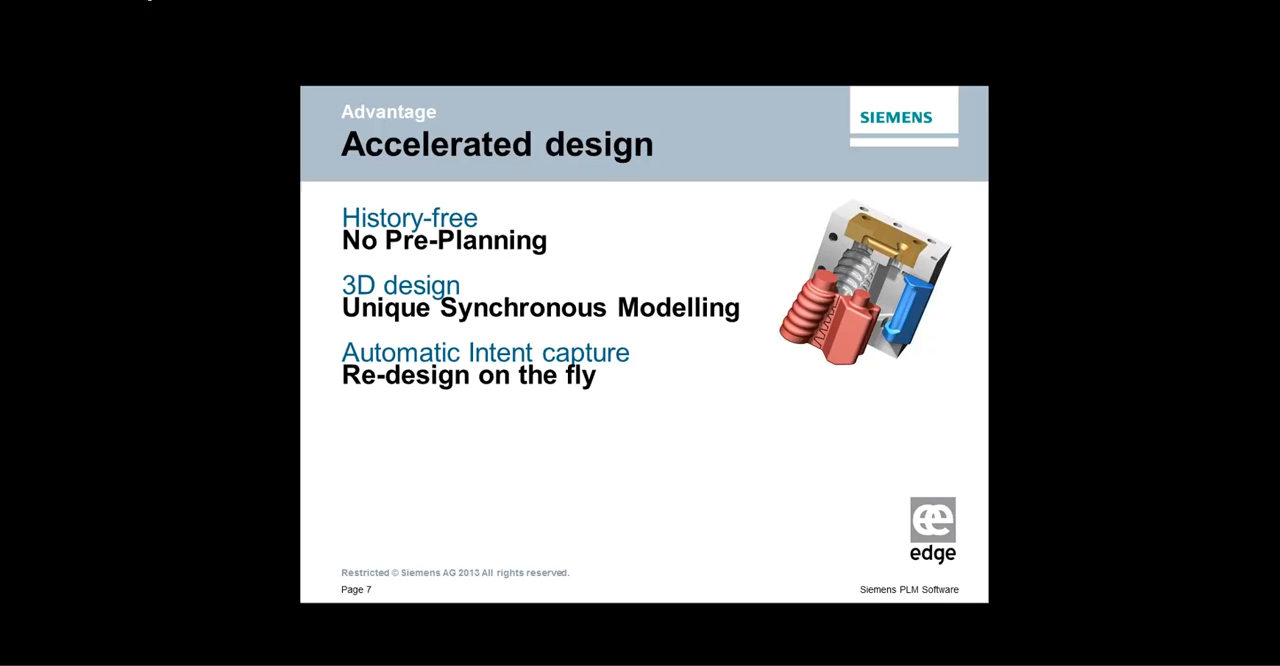 Advantage
SIEMENS
Accelerated design
History-free
No Pre-Planning
3D design
Unique Synchronous Modelling
Automatic Intent capture
Re-design on the fly
ee
edge
Restricted © Siemens AG 2013 All rights reserved.
Page 7
Siemens PLM Software